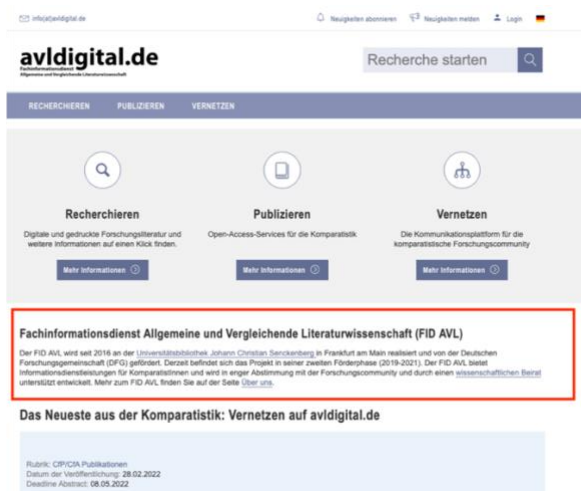 info(at)avldigital.de
Neuigkeiten abonnieren
Neuigkeiten melden
Login
avldigital.de
Fachinformationsdienst
Allgemeine und Vergleichende Literaturwissenschaft
Recherche starten
RECHERCHIEREN PUBLIZIEREN VERNETZEN
Recherchieren
Digitale und gedruckte Forschungsliteratur und
weitere Informationen auf einen Klick finden.
Mehr Informationen
Publizieren
Open-Access-Services für die Komparatistik
Mehr Informationen
Vernetzen
Die Kommunikationsplattform für die
komparatistische Forschungscommunity
Mehr Informationen
Fachinformationsdienst Allgemeine und Vergleichende Literaturwissenschaft (FID AVL)
Der FID AVL wird seit 2016 an der Universitätsbibliothek Johann Christian Senckenberg in Frankfurt am Main realisiert und von der Deutschen
Forschungsgemeinschaft (DFG) gefördert. Derzeit befindet sich das Projekt in seiner zweiten Förderphase (2019-2021). Der FID AVL bietet
Informationsdienstleistungen für KomparatistInnen und wird in enger Abstimmung mit der Forschungscommunity und durch einen wissenschaftlichen Beirat
unterstützt entwickelt. Mehr zum FID AVL finden Sie auf der Seite Über uns.
Das Neueste aus der Komparatistik: Vernetzen auf avldigital.de
Rubrik: CfP/CfA Publikationen
Datum der Veröffentlichung: 28.02.2022
Deadline Abstract: 08.05.2022